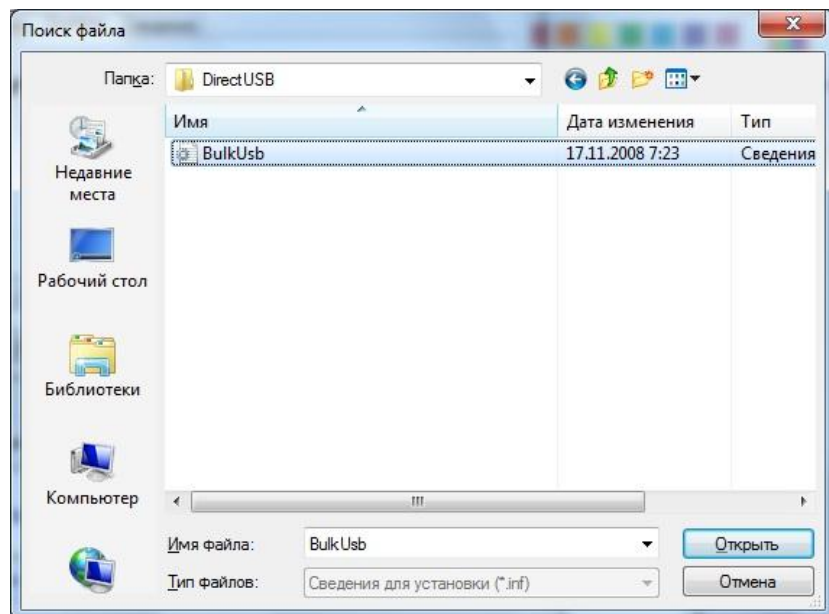 Поиск файла
Папка:
DirectUSB
Имя
Дата изменения
Тип
BulkUsb
17.11.2008 7:23
Сведения
Недавние
места
Рабочий стол
Библиотеки
Компьютер
Имя файла:
BulkUsb
Открыть
Тип файлов:
Сведения для установки (*.inf)
Отмена